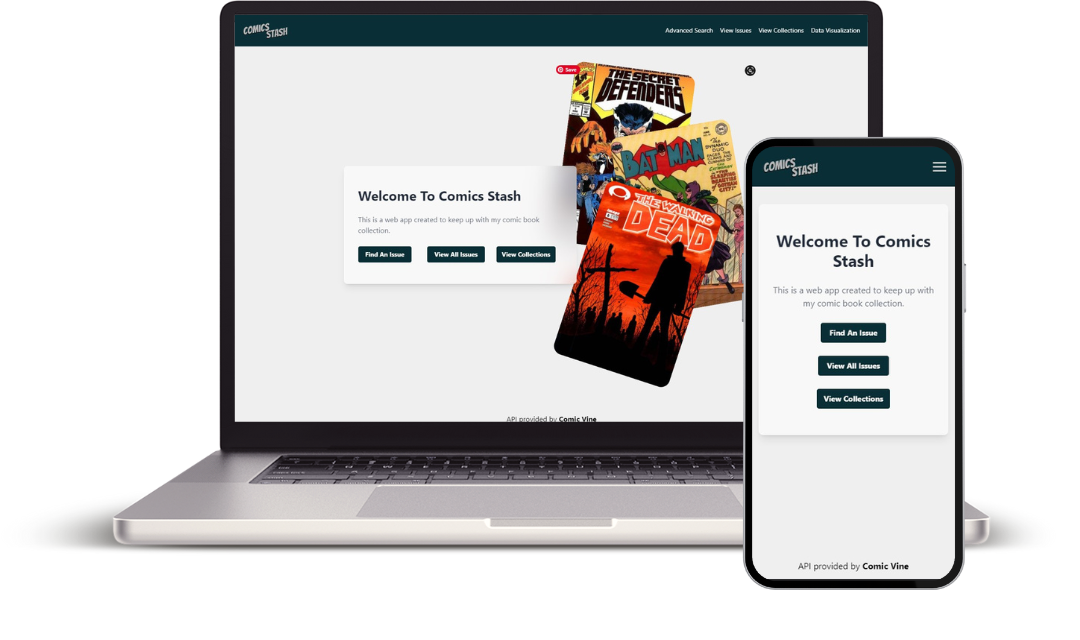 COMICS
STASH
Advanced Search View Issues View Collections Data Visualization
Save
THE SECRET
DEFENDERS
BATMAN
THE WALKING
DEAD
Welcome To Comics Stash
This is a web app created to keep up with my comic book
collection.
Find An Issue View All Issues View Collections
API provided by Comic Vine
COMICS
STASH
Welcome To Comics
Stash
This is a web app created to keep up with
my comic book collection.
Find An Issue
View All Issues
View Collections
API provided by Comic Vine